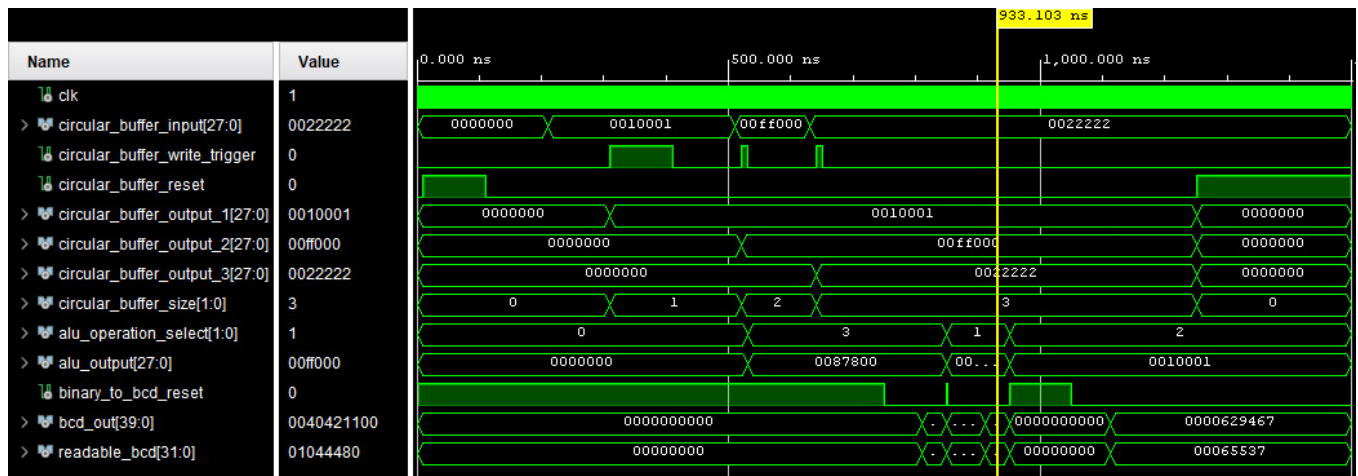 933.103 ns
Name Value 0.000 ns 500.000 ns 1,000.000 ns
clk 1
circular_buffer_input[27:0] 0022222 0000000 0010001 00ff000 0022222
circular_buffer_write_trigger 0
circular_buffer_reset 0
circular_buffer_output_1[27:0] 0010001 0000000 0010001 0000000
circular_buffer_output_2[27:0] 00ff000 0000000 00ff000 0000000
circular_buffer_output_3[27:0] 0022222 0000000 0022222 0000000
circular_buffer_size[1:0] 3 0 1 2 3 0
alu_operation_select[1:0] 1 0 3 1 2
alu_output[27:0] 00ff000 0000000 0087800 00... 0010001
binary_to_bcd_reset 0
bcd_out[39:0] 0040421100 0000000000 . ... . 0000000000 0000629467
readable_bcd[31:0] 01044480 00000000 . ... . 00000000 00065537